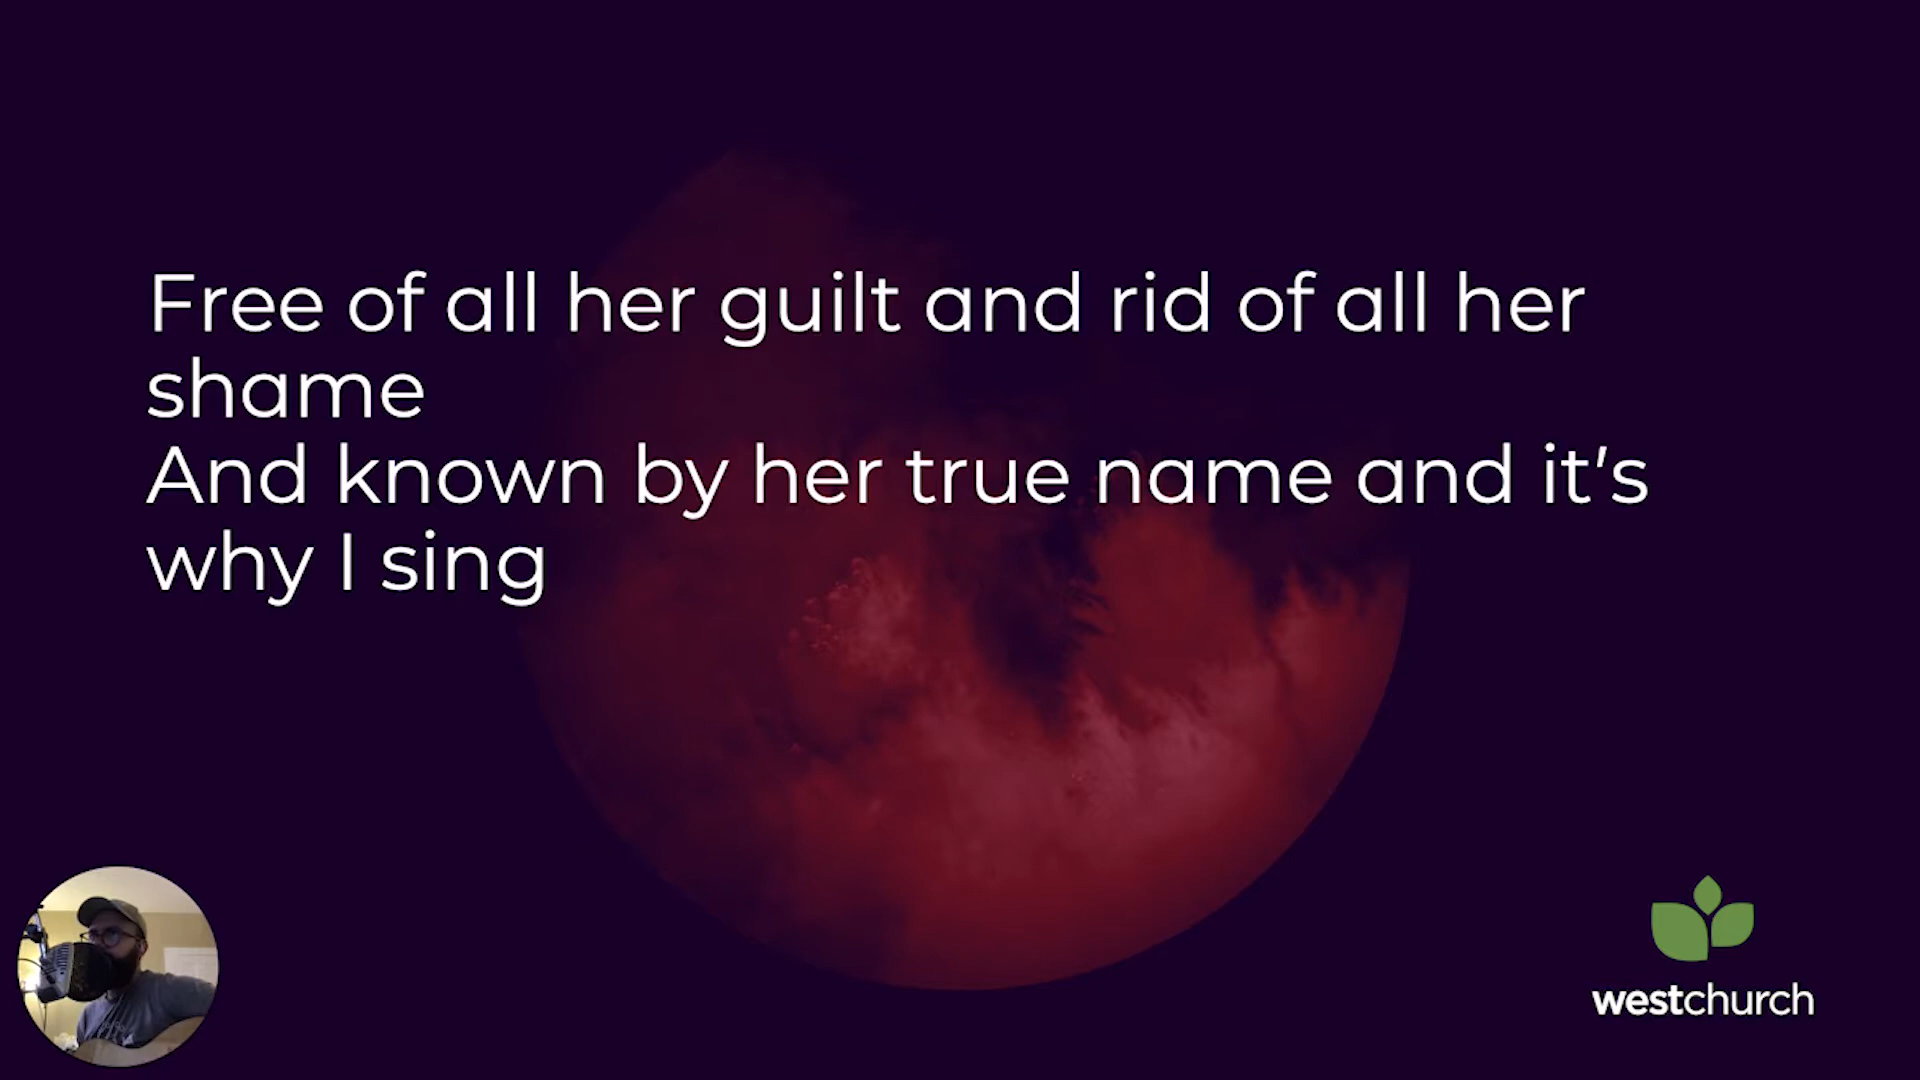 Free of all her guilt and rid of all her
shame
And known by her true name and it's
why I sing
westchurch